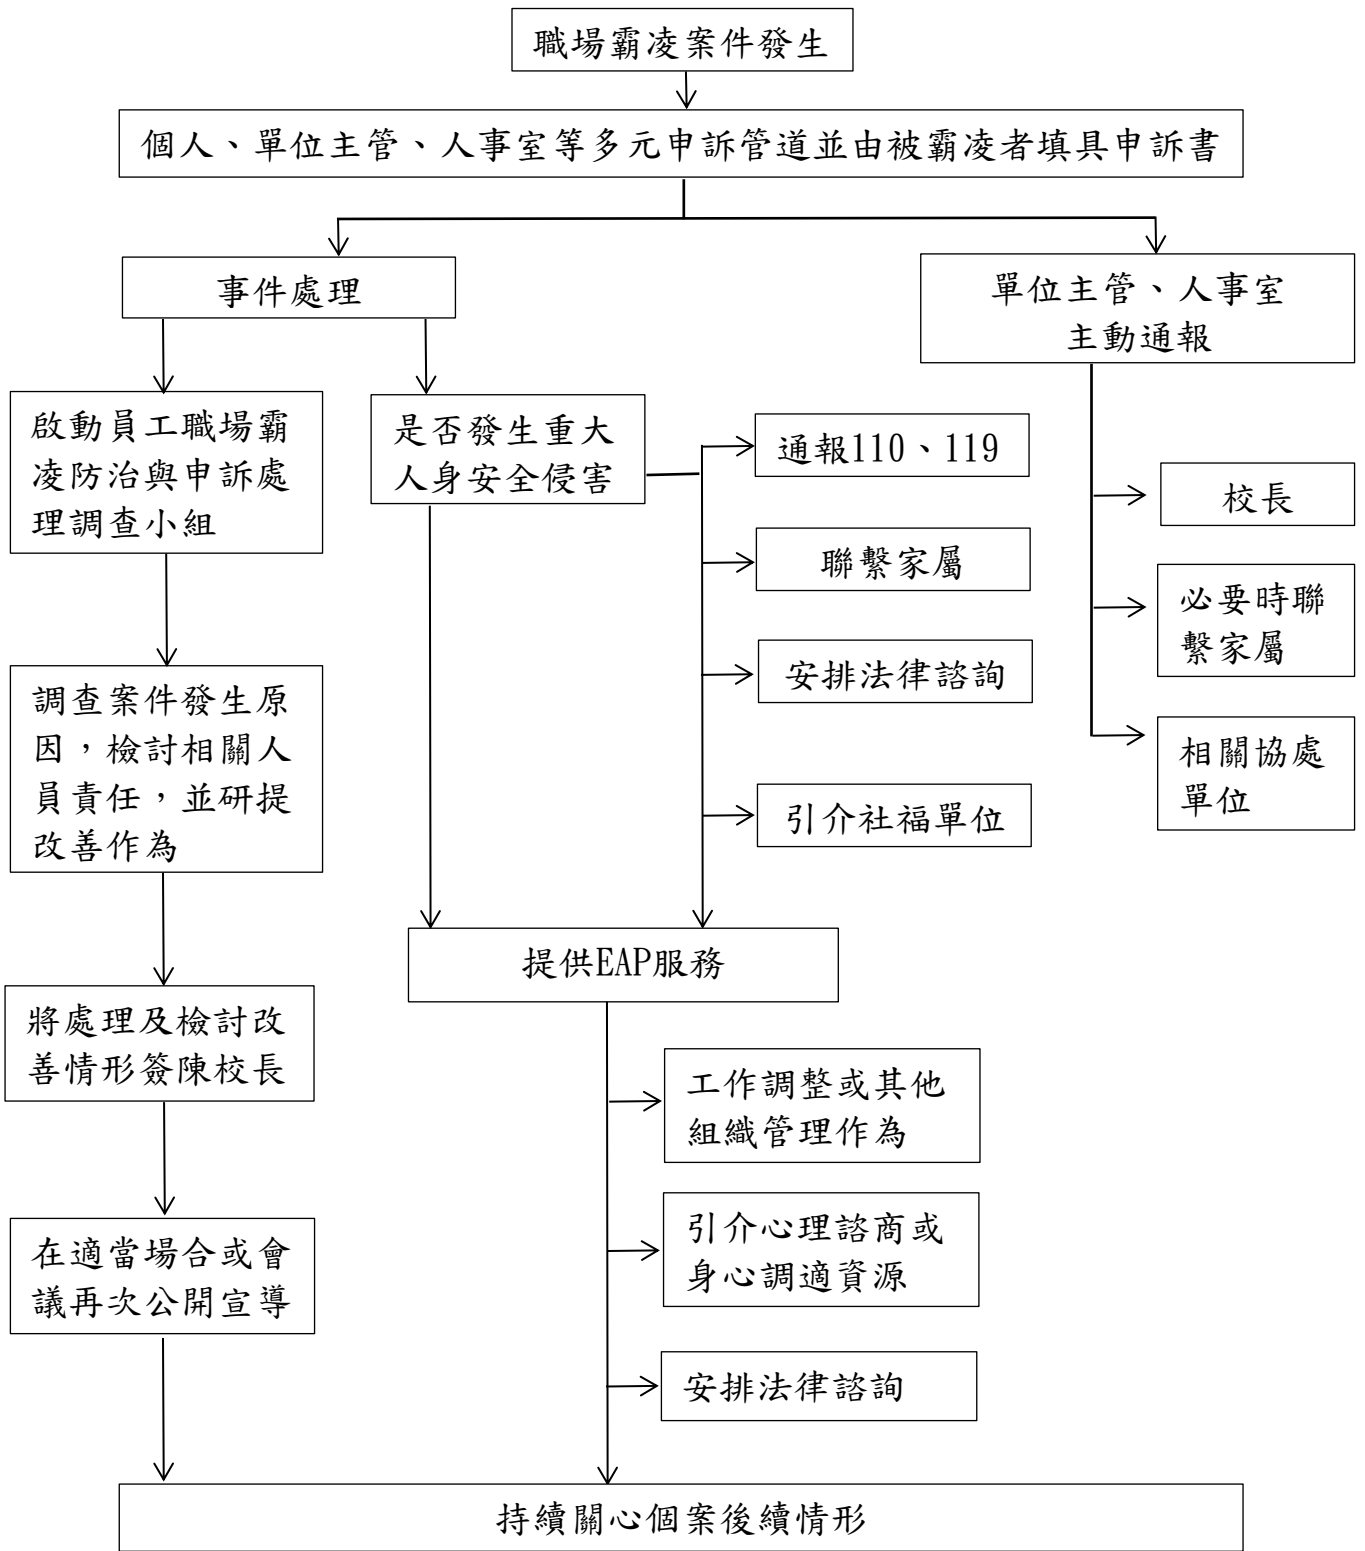 職場霸凌案件發生
個人、單位主管、人事室等多元申訴管道並由被霸凌者填具申訴書
事件處理
單位主管、人事室
主動通報
啟動員工職場霸
凌防治與申訴處
理調查小組
是否發生重大
人身安全侵害
通報110、119
聯繫家屬
安排法律諮詢
引介社福單位
校長
必要時聯
繫家屬
相關協處
單位
調查案件發生原
因，檢討相關人
員責任，並研提
改善作為
提供EAP服務
將處理及檢討改
善情形簽陳校長
工作調整或其他
組織管理作為
引介心理諮商或
身心調適資源
在適當場合或會
議再次公開宣導
安排法律諮詢
持續關心個案後續情形